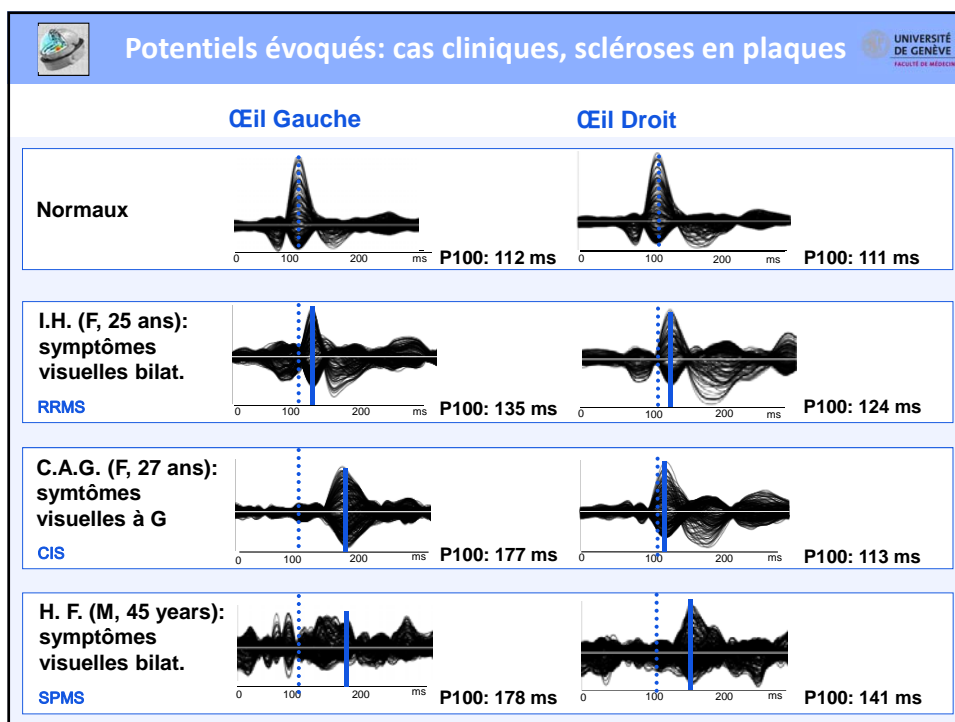 Potentiels évoqués: cas cliniques, scléroses en plaques
UNIVERSITÉ
DE GENÈVE
FACULTÉ DE MÉDECINE
Œil Gauche
Œil Droit
Normaux
0 100 200 ms
P100: 112 ms
0 100 200 ms
P100: 111 ms
I.H. (F, 25 ans):
symptômes
visuelles bilat.
RRMS
0 100 200 ms
P100: 135 ms
0 100 200 ms
P100: 124 ms
C.A.G. (F, 27 ans):
symtômes
visuelles à G
CIS
0 100 200 ms
P100: 177 ms
0 100 200 ms
P100: 113 ms
H. F. (M, 45 years):
symptômes
visuelles bilat.
SPMS
0 100 200 ms
P100: 178 ms
0 100 200 ms
P100: 141 ms